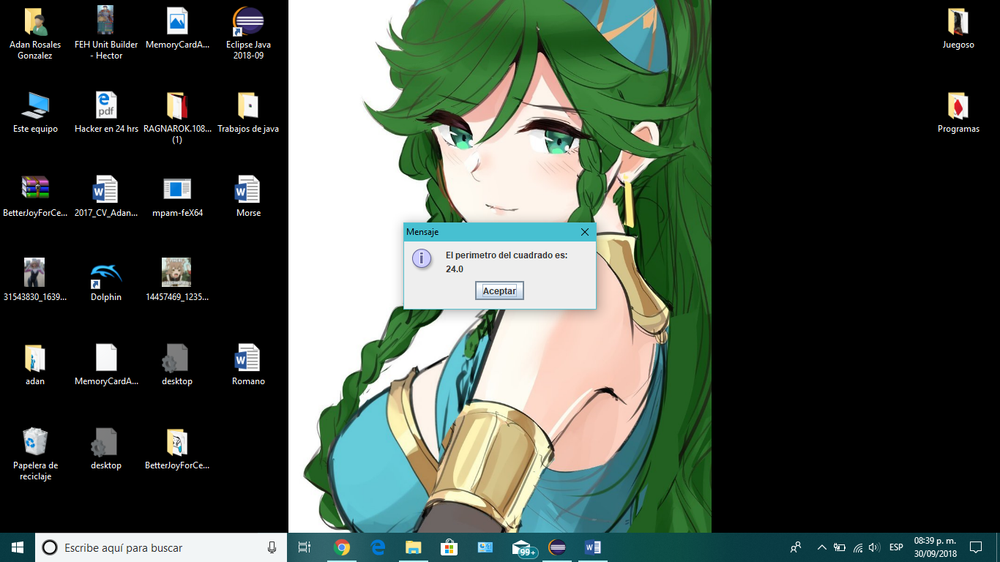 Adan Rosales
Gonzalez
FEH Unit Builder
- Hector
MemoryCardA...
Eclipse Java
2018-09
Este equipo
pdf
Hacker en 24 hrs
RAGNAROK.108...
(1)
Trabajos de java
BetterJoyForCe...
2017_CV_Adan...
mpam-feX64
Morse
31543830_1639...
Dolphin
14457469_1235...
adan
MemoryCardA...
desktop
Romano
Papelera de
reciclaje
desktop
BetterJoyForCe...
Juegoso
Programas
Mensaje
El perimetro del cuadrado es:
24.0
Aceptar
Escribe aquí para buscar
99+
ESP
08:39 p. m.
30/09/2018